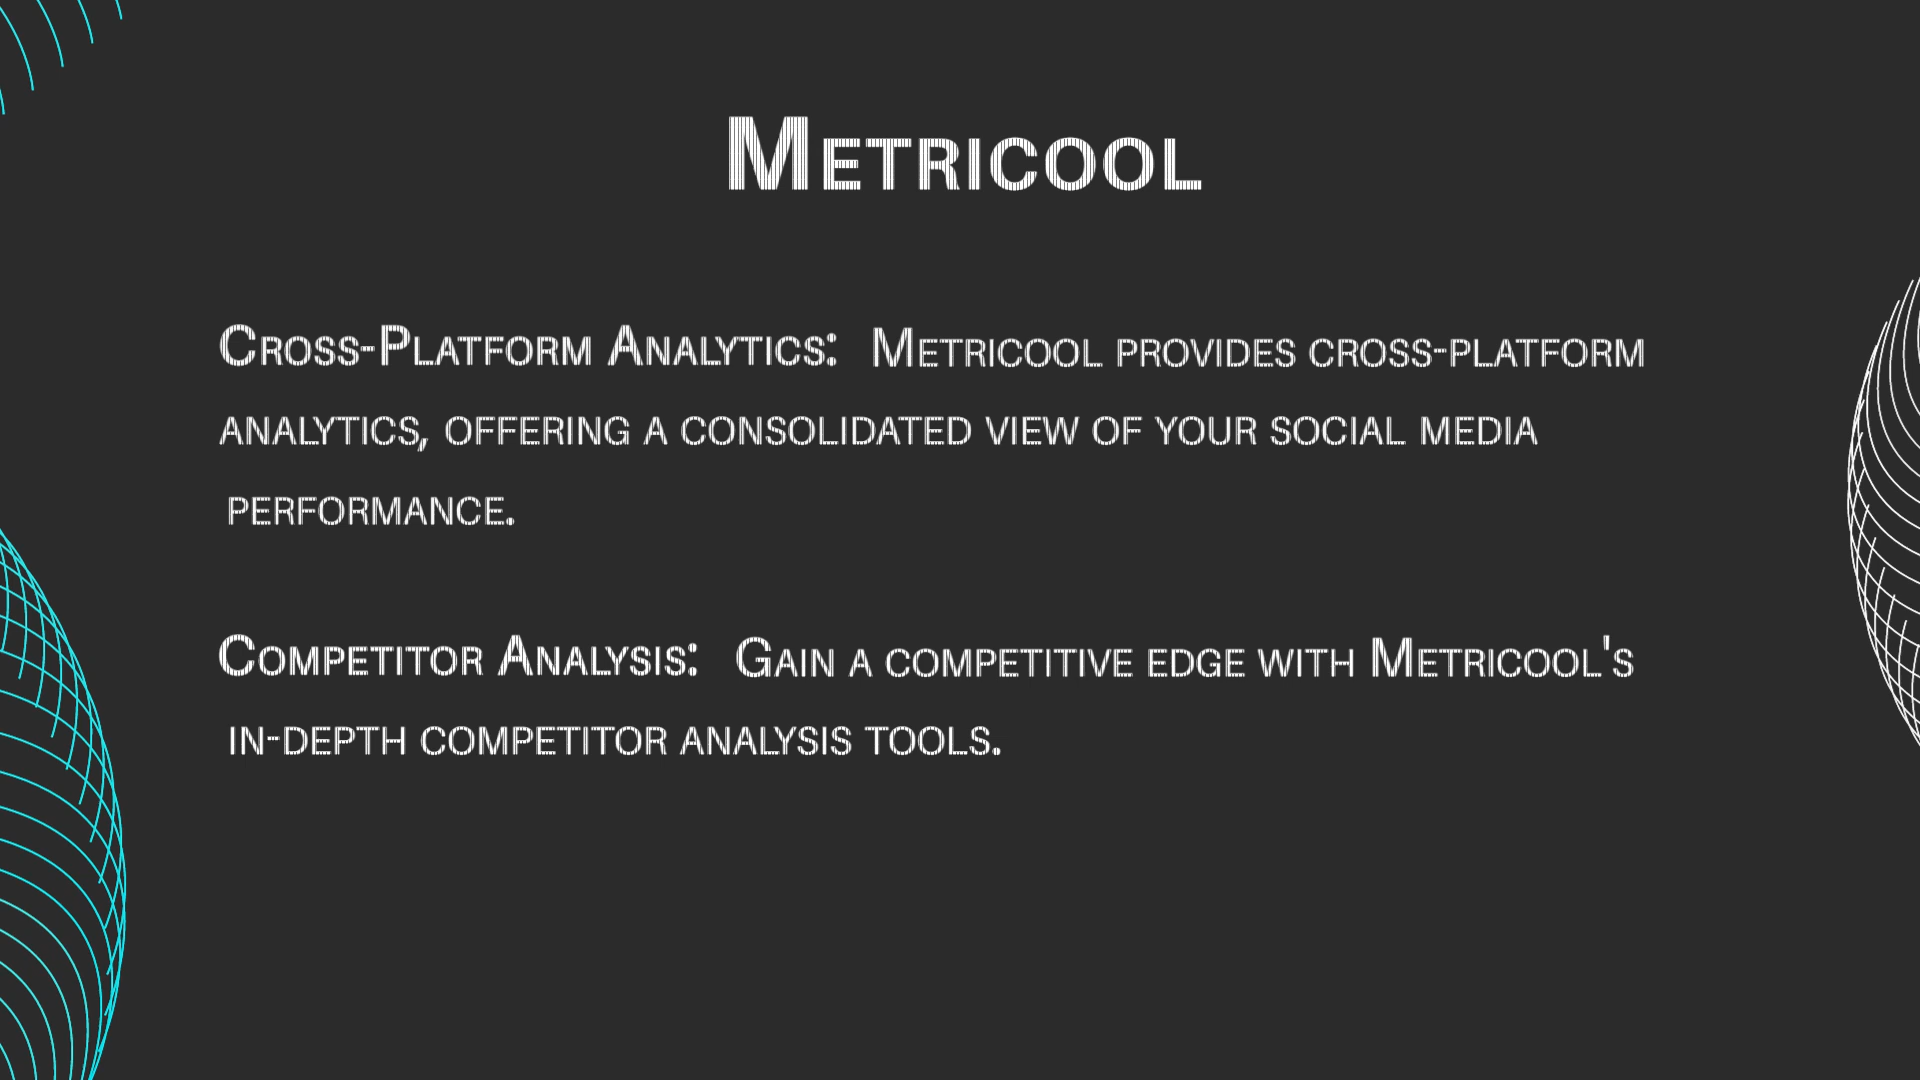 Metricool
Cross-Platform Analytics: Metricool provides cross-platform
analytics, offering a consolidated view of your social media
performance.
Competitor Analysis: Gain a competitive edge with Metricool's
in-depth competitor analysis tools.